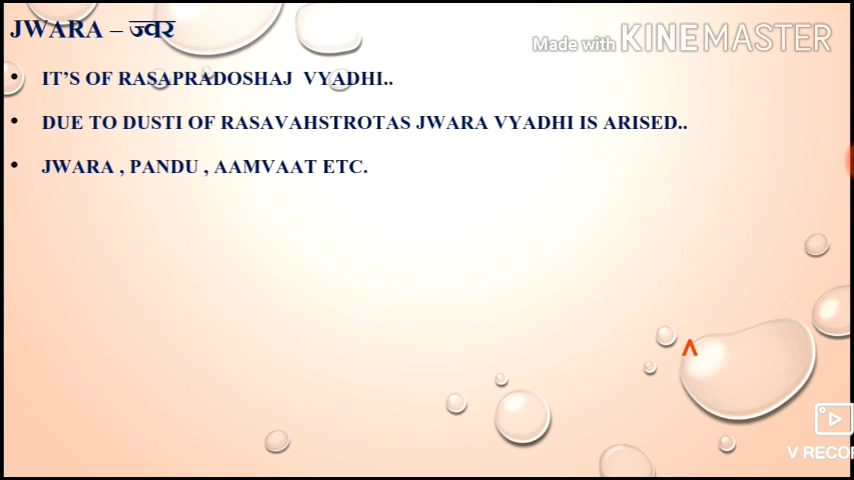 JWARA – ज्वर
Made with KINEMASTER
• IT’S OF RASAPRADOSHAJ VYADHI..
• DUE TO DUSTI OF RASAVAHSTROTAS JWARA VYADHI IS ARISED..
• JWARA , PANDU , AAMVAAT ETC.
^
V RECOR